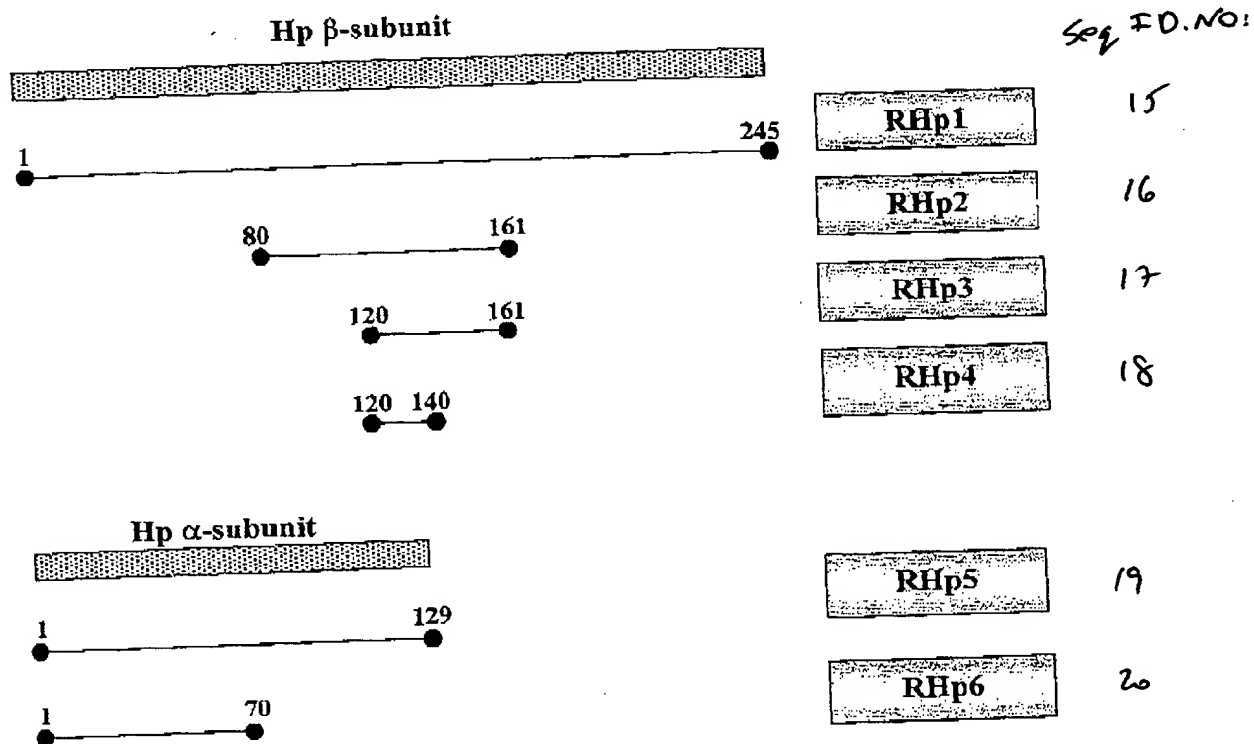 Hp β-subunit
Seq ID.NO:
RHp1 15
1 245
RHp2 16
80 161
RHp3 17
120 161
RHp4 18
120 140
Hp α-subunit
RHp5 19
1 129
RHp6 20
1 70